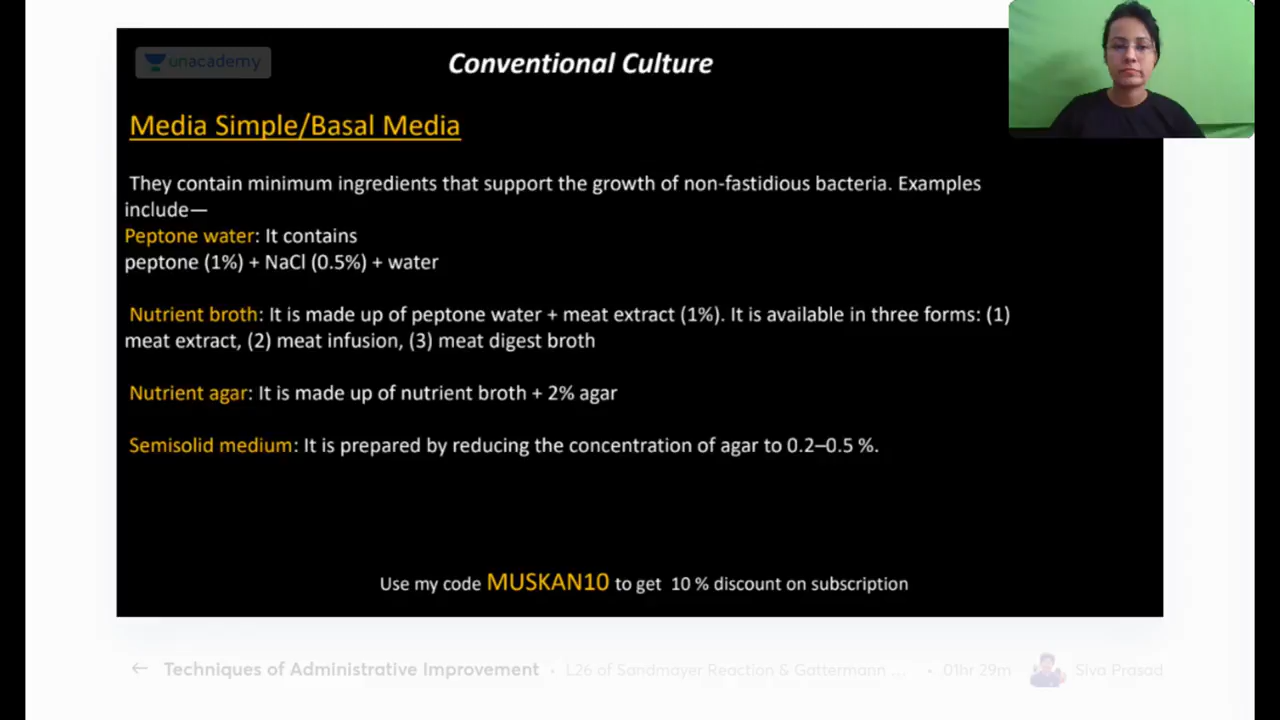 unacademy
Conventional Culture
Media Simple/Basal Media
They contain minimum ingredients that support the growth of non-fastidious bacteria. Examples
include—
Peptone water: It contains
peptone (1%) + NaCl (0.5%) + water
Nutrient broth: It is made up of peptone water + meat extract (1%). It is available in three forms: (1)
meat extract, (2) meat infusion, (3) meat digest broth
Nutrient agar: It is made up of nutrient broth + 2% agar
Semisolid medium: It is prepared by reducing the concentration of agar to 0.2–0.5 %.
Use my code MUSKAN10 to get 10 % discount on subscription
← Techniques of Administrative Improvement • L26 of Sandmayer Reaction & Gattermann ... • 01hr 29m Siva Prasad